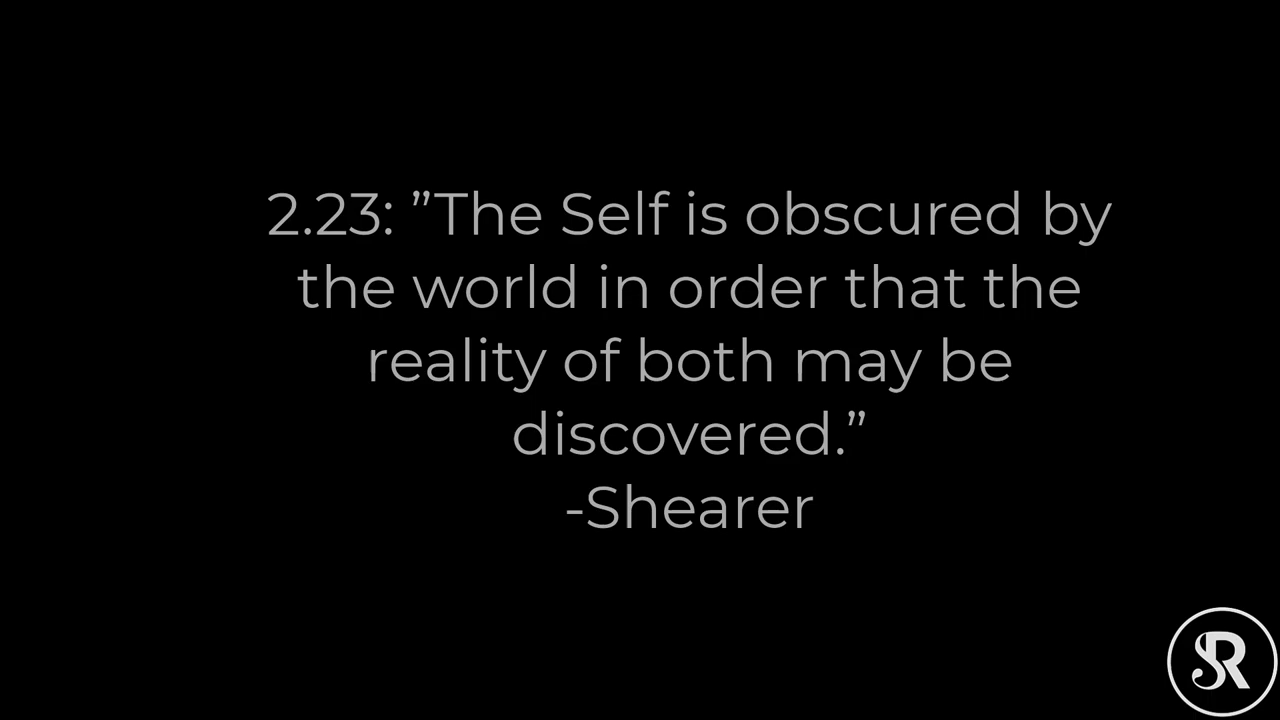 2.23: ”The Self is obscured by
the world in order that the
reality of both may be
discovered.”
-Shearer
SR